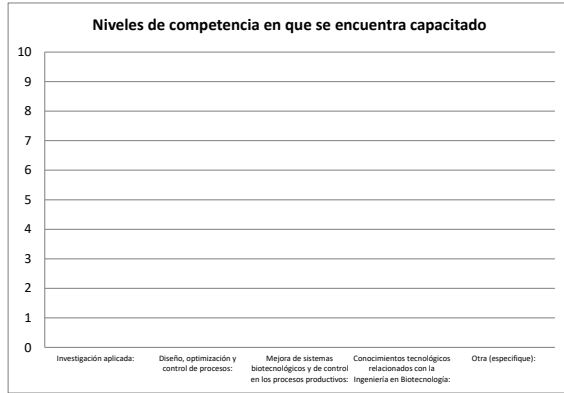 Niveles de competencia en que se encuentra capacitado
10
9
8
7
6
5
4
3
2
1
0
Investigación aplicada:
Diseño, optimización y
control de procesos:
Mejora de sistemas
biotecnológicos y de control
en los procesos productivos:
Conocimientos tecnológicos
relacionados con la
Ingeniería en Biotecnología:
Otra (especifique):